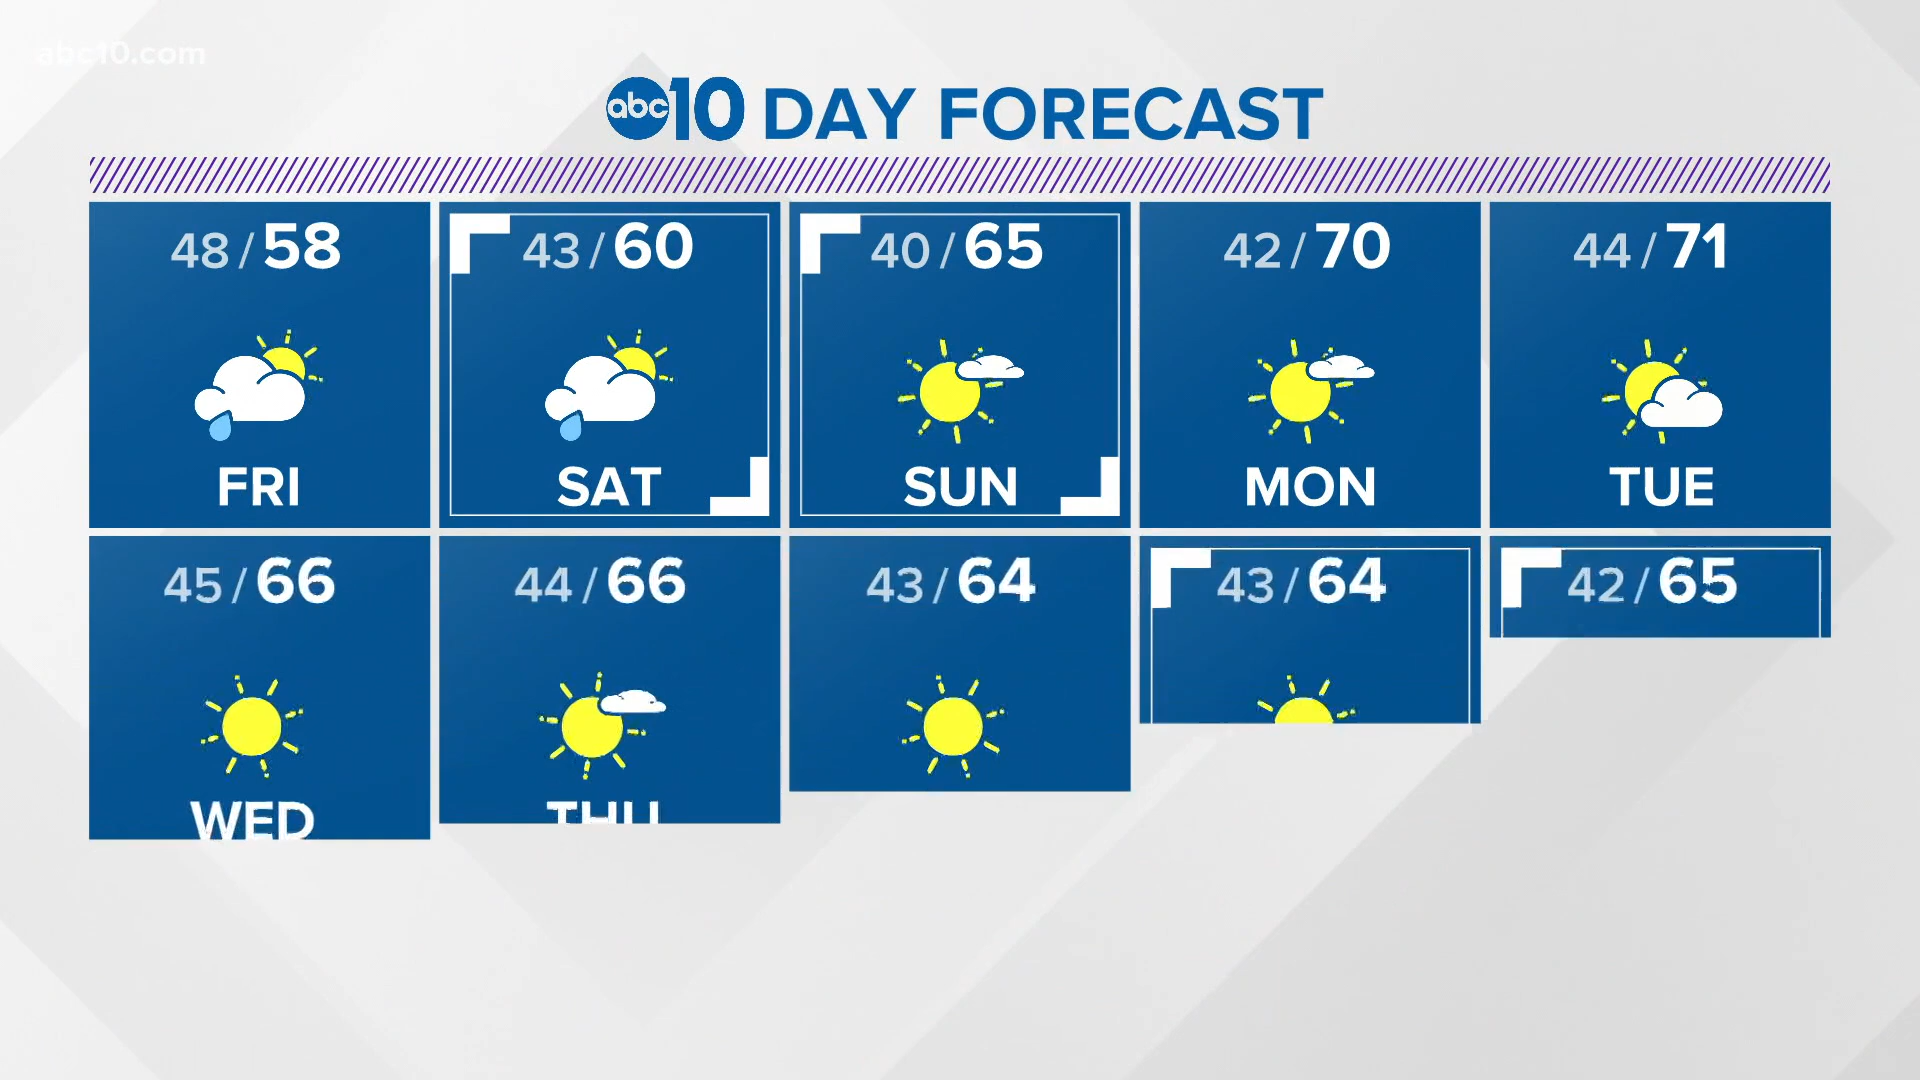 abc10.com
abc10 DAY FORECAST
48/58 43/60 40/65 42/70 44/71
FRI SAT SUN MON TUE
45/66 44/66 43/64 43/64 42/65
WED THU